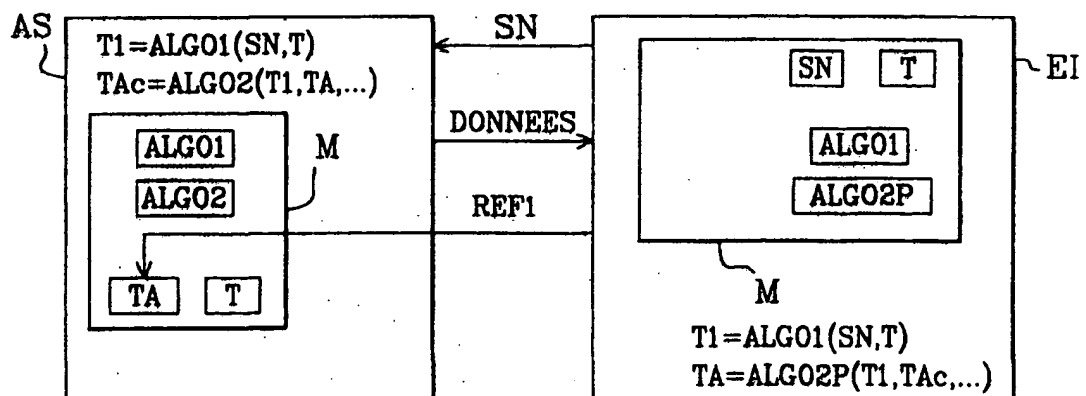 AS
T1=ALGO1(SN,T)
TAc=ALGO2(T1,TA,...)
ALGO1
ALGO2
M
TA
T
SN
DONNEES
REF1
EI
SN
T
ALGO1
ALGO2P
M
T1=ALGO1(SN,T)
TA=ALGO2P(T1,TAc,...)